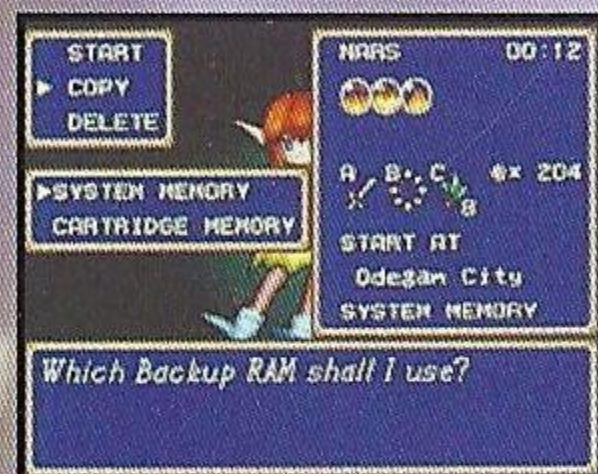 START
COPY
DELETE
SYSTEM MEMORY
CARTRIDGE MEMORY
NARS 00:12
A B C × 204
8
START AT
Odegan City
SYSTEM MEMORY
Which Backup RAM shall I use?